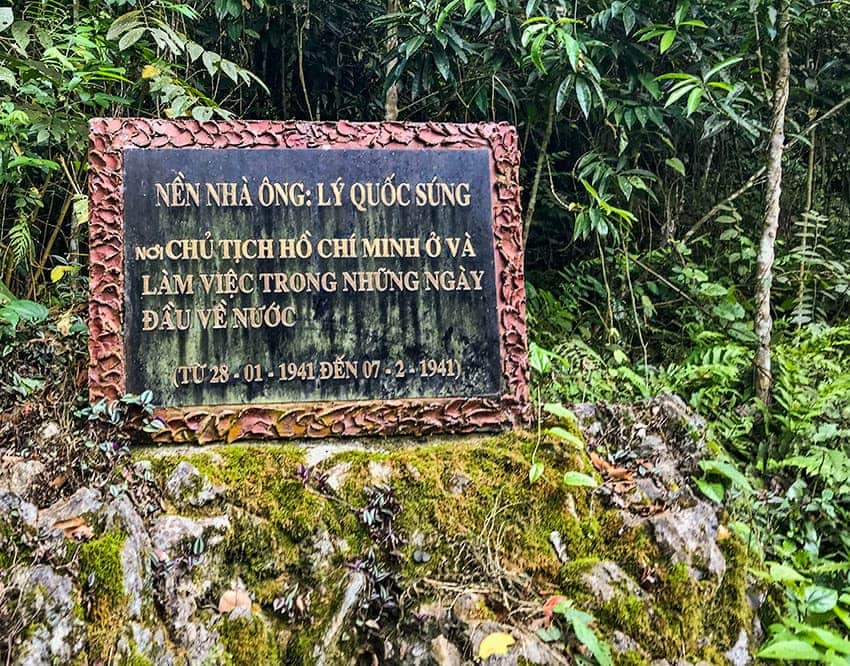 NỀN NHÀ ÔNG: LÝ QUỐC SÚNG
NƠI CHỦ TỊCH HỒ CHÍ MINH Ở VÀ
LÀM VIỆC TRONG NHỮNG NGÀY
ĐẦU VỀ NƯỚC
(TỪ 28 - 01 - 1941 ĐẾN 07 - 2 - 1941)